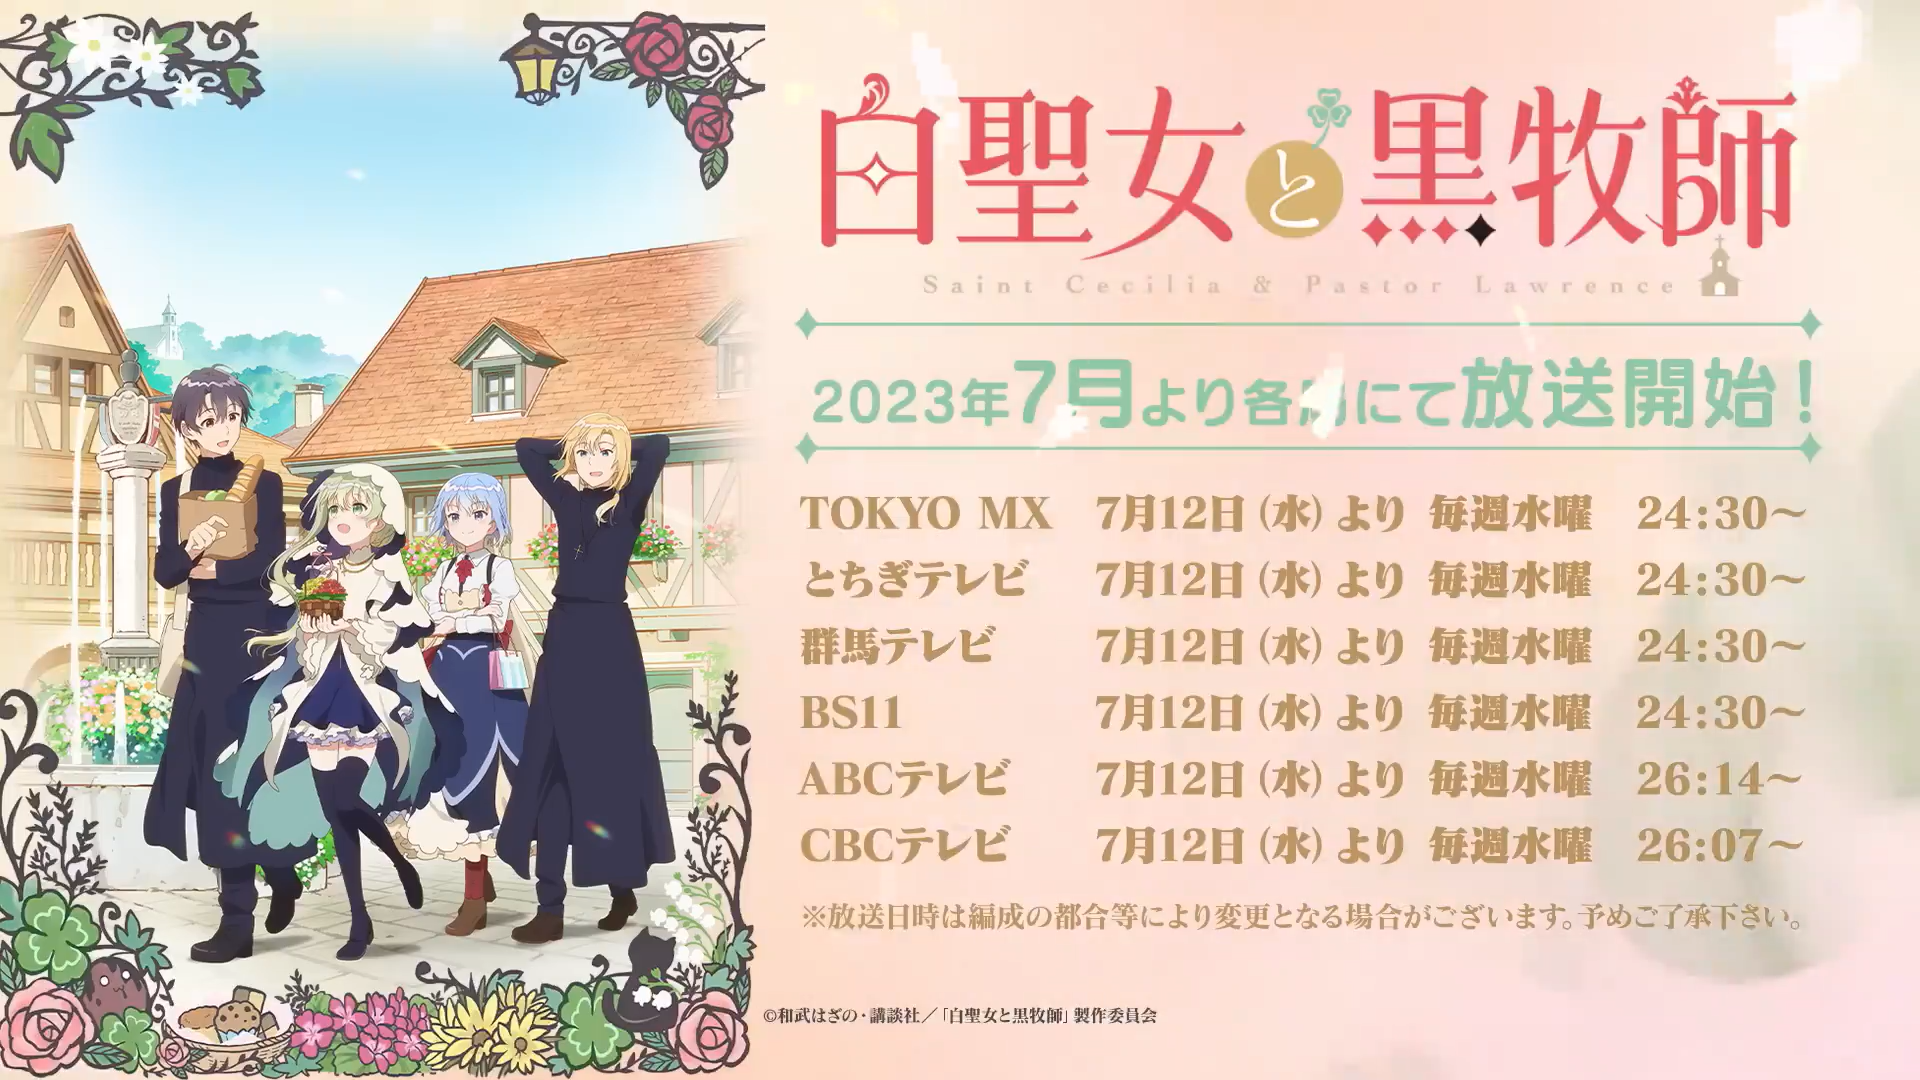 白聖女と黒牧師
Saint Cecilia & Pastor Lawrence
2023年7月より各局にて放送開始！
TOKYO MX 7月12日（水）より 毎週水曜 24:30～
とちぎテレビ 7月12日（水）より 毎週水曜 24:30～
群馬テレビ 7月12日（水）より 毎週水曜 24:30～
BS11 7月12日（水）より 毎週水曜 24:30～
ABCテレビ 7月12日（水）より 毎週水曜 26:14～
CBCテレビ 7月12日（水）より 毎週水曜 26:07～
※放送日時は編成の都合等により変更となる場合がございます。予めご了承下さい。
©和武はざの・講談社／「白聖女と黒牧師」製作委員会